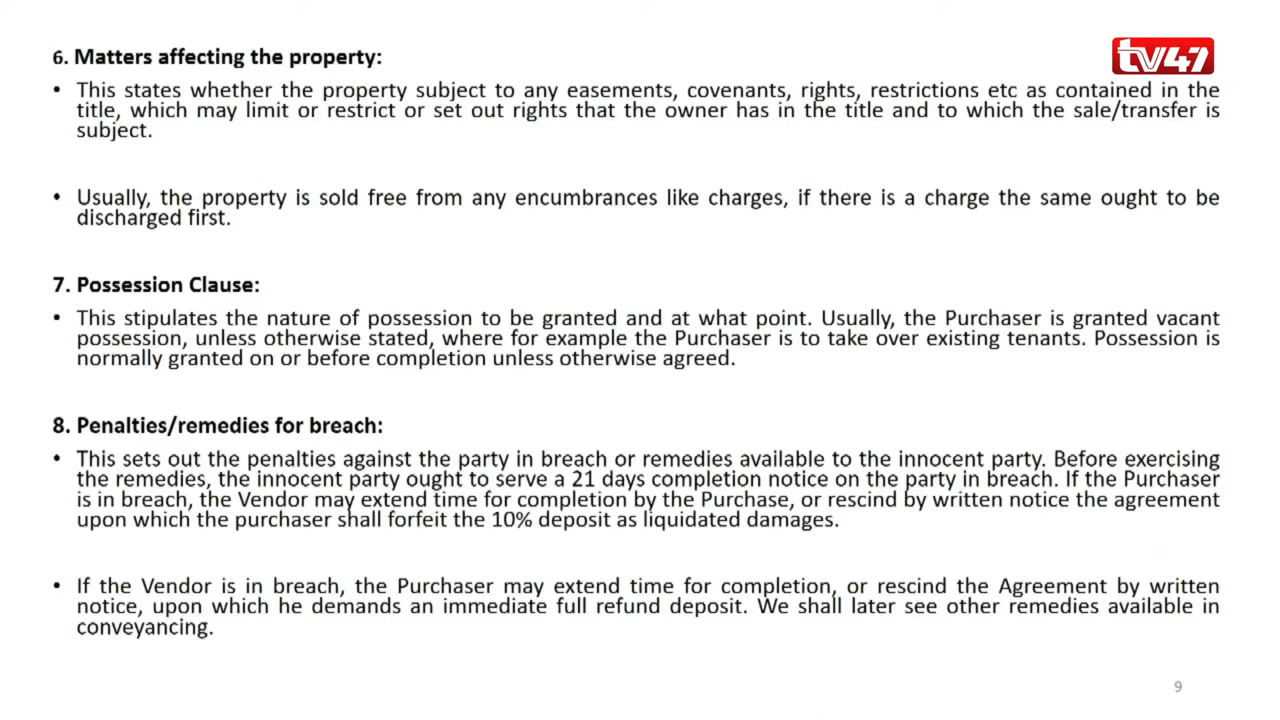 tv47
6. Matters affecting the property:
• This states whether the property subject to any easements, covenants, rights, restrictions etc as contained in the
title, which may limit or restrict or set out rights that the owner has in the title and to which the sale/transfer is
subject.
• Usually, the property is sold free from any encumbrances like charges, if there is a charge the same ought to be
discharged first.
7. Possession Clause:
• This stipulates the nature of possession to be granted and at what point. Usually, the Purchaser is granted vacant
possession, unless otherwise stated, where for example the Purchaser is to take over existing tenants. Possession is
normally granted on or before completion unless otherwise agreed.
8. Penalties/remedies for breach:
• This sets out the penalties against the party in breach or remedies available to the innocent party. Before exercising
the remedies, the innocent party ought to serve a 21 days completion notice on the party in breach. If the Purchaser
is in breach, the Vendor may extend time for completion by the Purchase, or rescind by written notice the agreement
upon which the purchaser shall forfeit the 10% deposit as liquidated damages.
• If the Vendor is in breach, the Purchaser may extend time for completion, or rescind the Agreement by written
notice, upon which he demands an immediate full refund deposit. We shall later see other remedies available in
conveyancing.
9